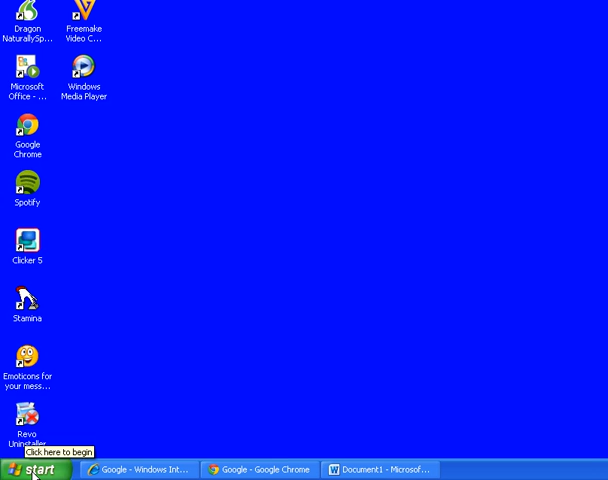 Dragon
NaturallySp...
Freemake
Video C...
Microsoft
Office - ...
Windows
Media Player
Google
Chrome
Spotify
Clicker 5
Stamina
Emoticons for
your mess...
Revo
Uninstaller
Click here to begin
start
Google - Windows Int...
Google - Google Chrome
Document1 - Microsof...